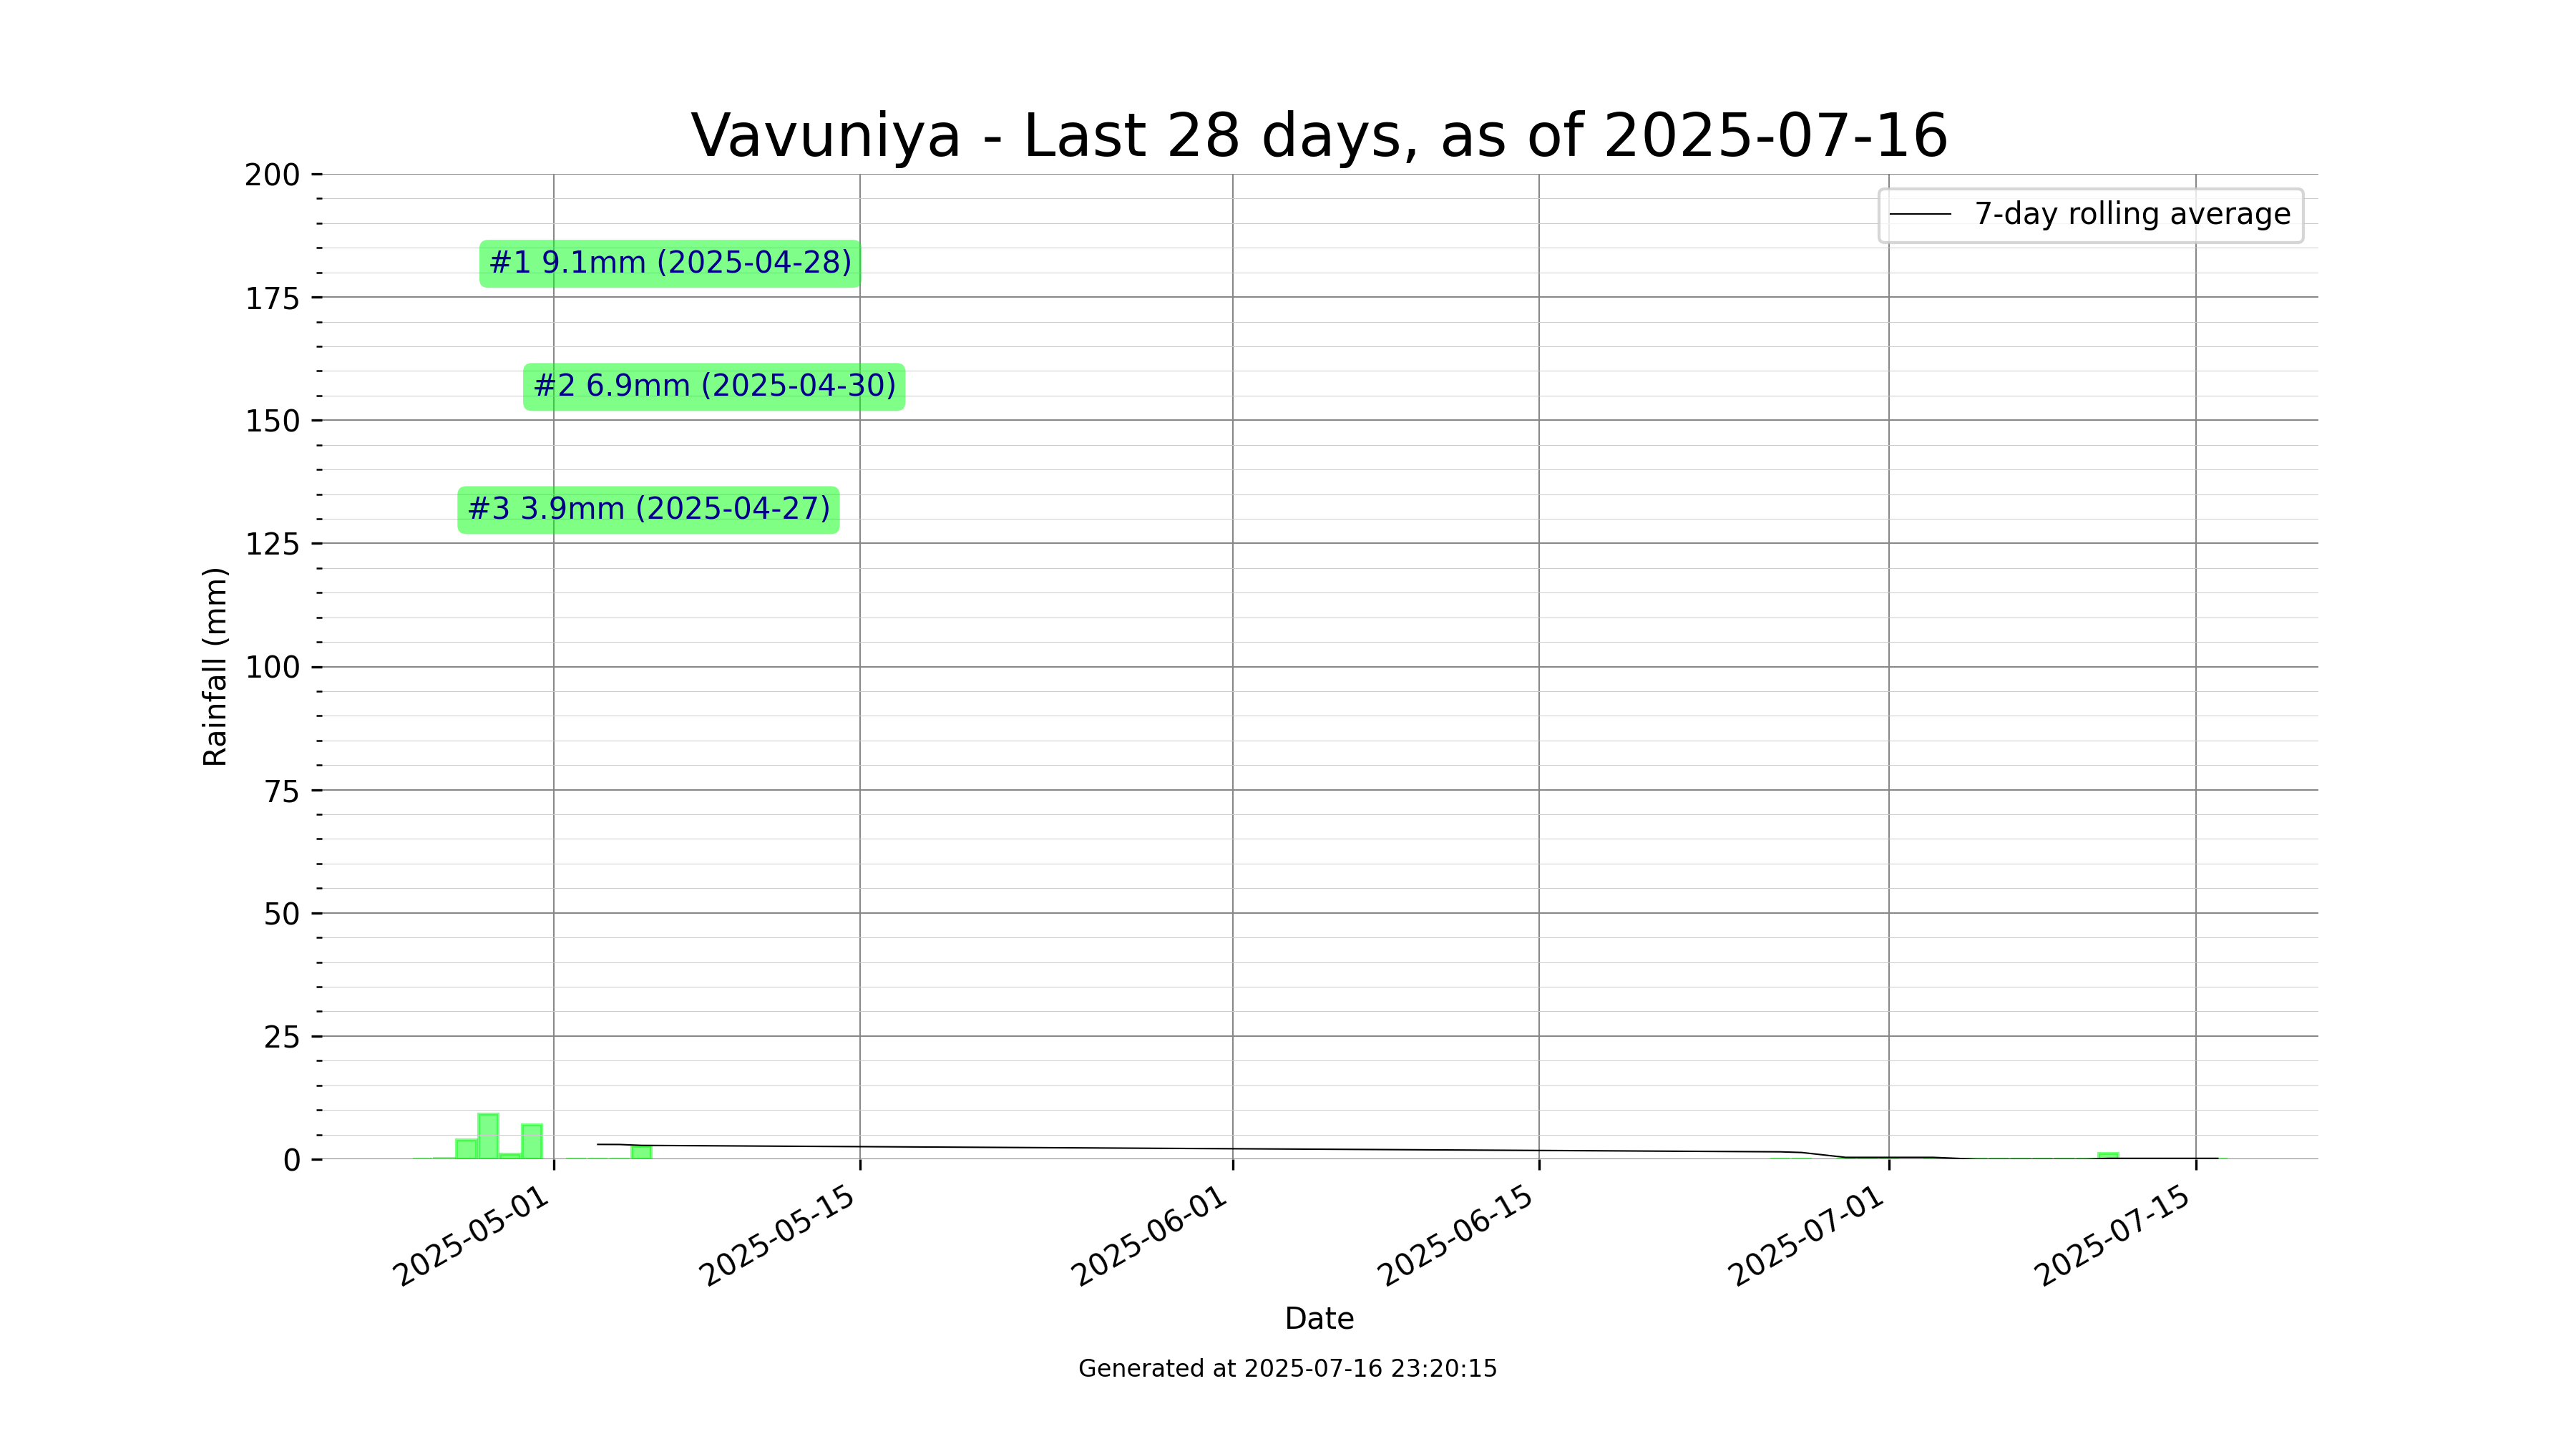 Vavuniya - Last 28 days, as of 2025-07-16
7-day rolling average
#1 9.1mm (2025-04-28)
#2 6.9mm (2025-04-30)
#3 3.9mm (2025-04-27)
Rainfall (mm)
200
175
150
125
100
75
50
25
0
2025-05-01
2025-05-15
2025-06-01
2025-06-15
2025-07-01
2025-07-15
Date
Generated at 2025-07-16 23:20:15